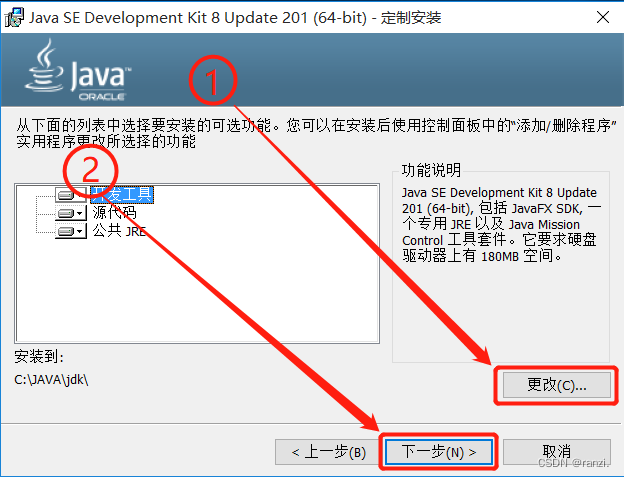 Java SE Development Kit 8 Update 201 (64-bit) - 定制安装
Java™
ORACLE
①
从下面的列表中选择要安装的可选功能。您可以在安装后使用控制面板中的“添加/删除程序”
实用程序更改所选择的功能
②
开发工具
源代码
公共 JRE
功能说明
Java SE Development Kit 8 Update
201 (64-bit), 包括 JavaFX SDK, 一
个专用 JRE 以及 Java Mission
Control 工具套件。它要求硬盘
驱动器上有 180MB 空间。
安装到:
C:\JAVA\jdk\
更改(C)...
< 上一步(B)
下一步(N) >
取消
CSDN @ranzi.